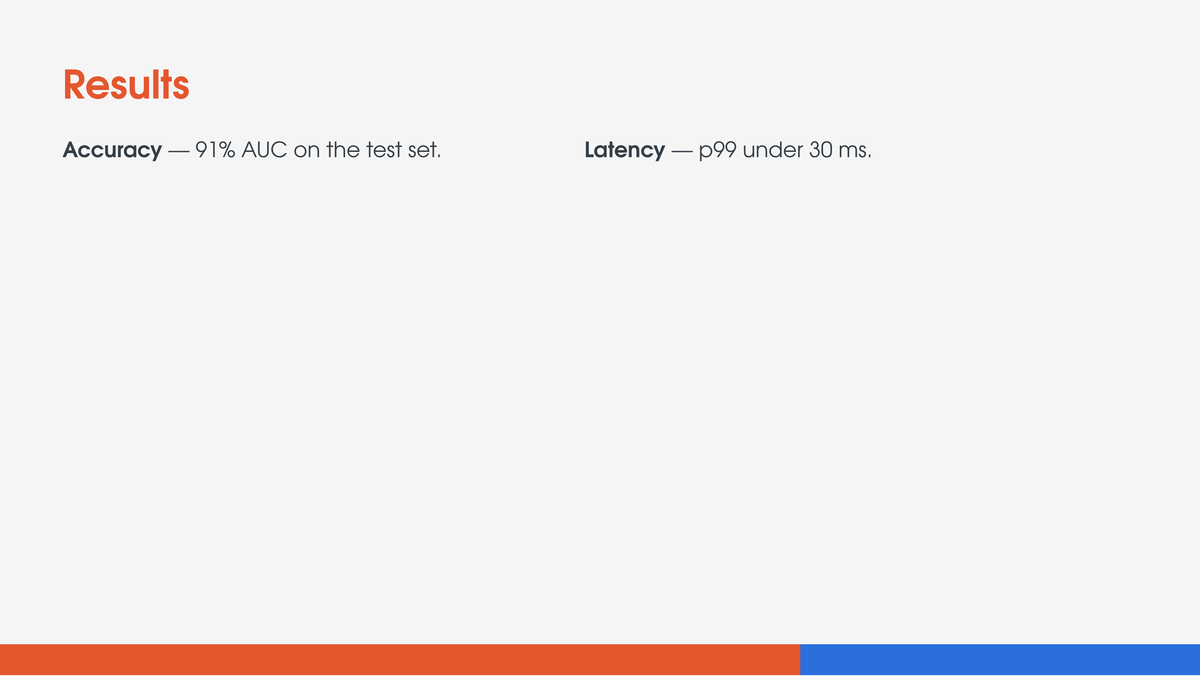 Results
Accuracy — 91% AUC on the test set.
Latency — p99 under 30 ms.